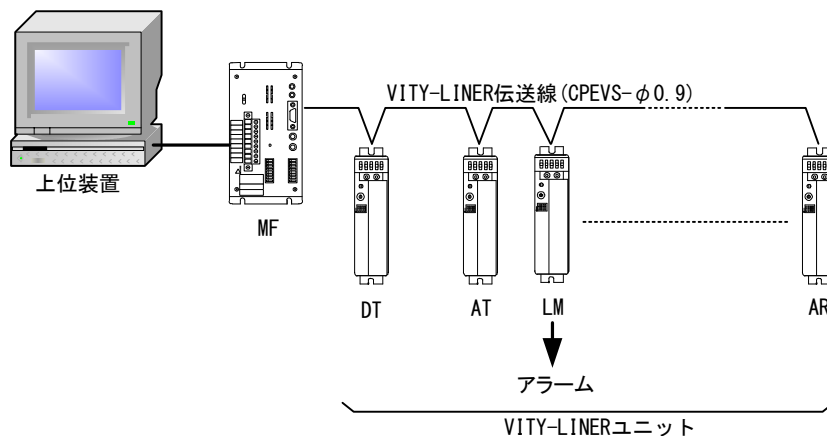 VITY-LINER伝送線(CPEVS-φ0.9)
上位装置
MF
DT
AT
LM
AR
アラーム
VITY-LINERユニット